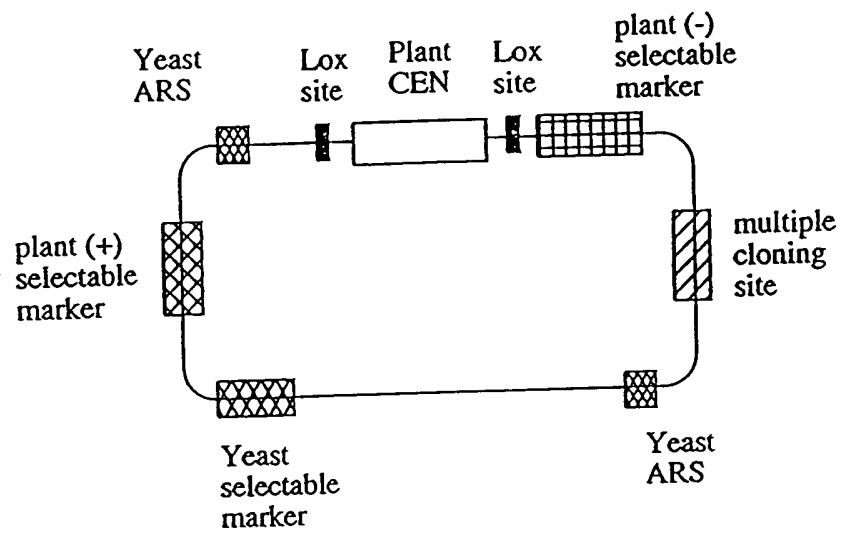 Yeast
ARS
Lox
site
Plant
CEN
Lox
site
plant (-)
selectable
marker
plant (+)
selectable
marker
multiple
cloning
site
Yeast
selectable
marker
Yeast
ARS